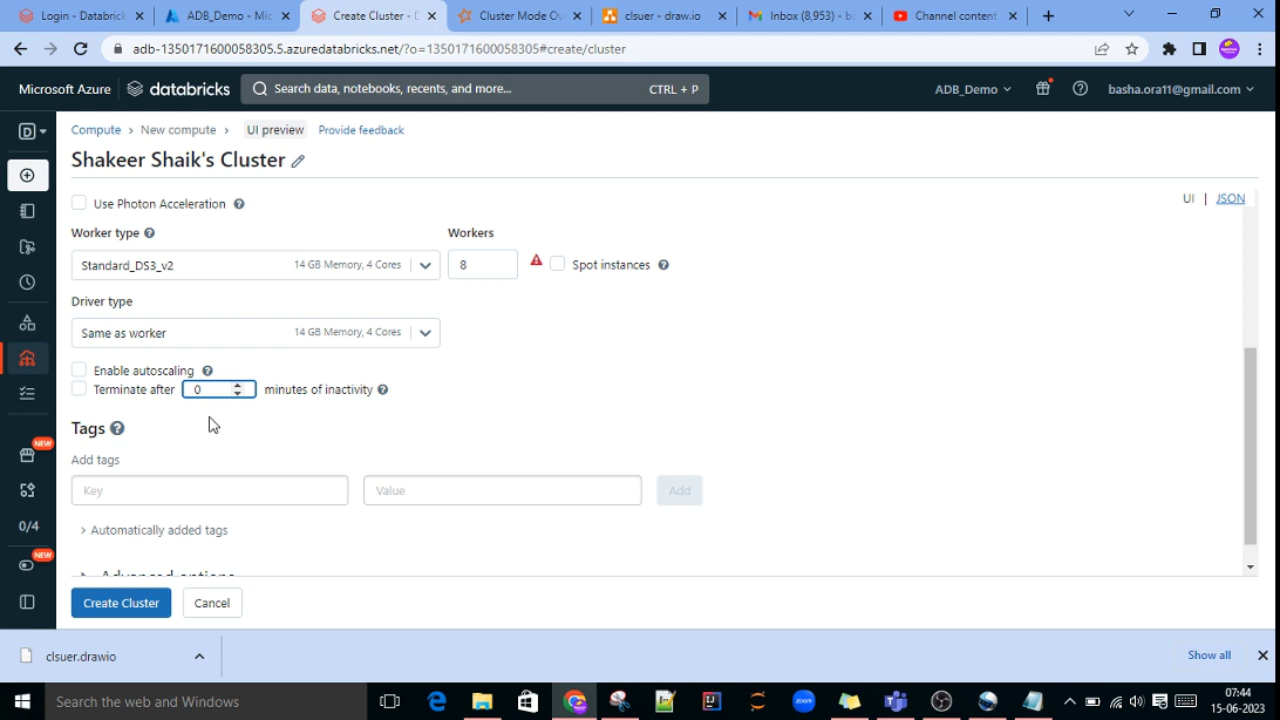 Login - Databrick
ADB_Demo - Mic
Create Cluster - D
Cluster Mode Ov
clsuer - draw.io
Inbox (8,953) - ba
Channel content
adb-1350171600058305.5.azuredatabricks.net/?o=1350171600058305#create/cluster
Microsoft Azure databricks Search data, notebooks, recents, and more... CTRL + P ADB_Demo basha.ora11@gmail.com
D Compute > New compute > UI preview Provide feedback
Shakeer Shaik's Cluster
UI | JSON
Use Photon Acceleration ?
Worker type ? Workers
Standard_DS3_v2 14 GB Memory, 4 Cores 8 Spot instances ?
Driver type
Same as worker 14 GB Memory, 4 Cores
Enable autoscaling ?
Terminate after 0 minutes of inactivity ?
Tags ?
NEW
Add tags
Key Value Add
0/4
> Automatically added tags
NEW
Advanced options
Create Cluster Cancel
clsuer.drawio Show all
Search the web and Windows
zoom
07:44
15-06-2023